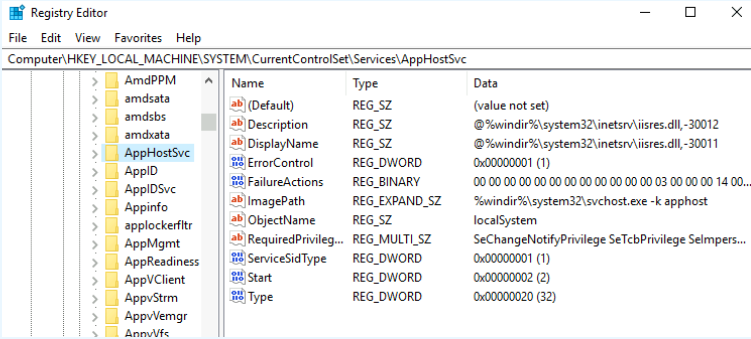 Registry Editor
File Edit View Favorites Help
Computer\HKEY_LOCAL_MACHINE\SYSTEM\CurrentControlSet\Services\AppHostSvc
AmdPPM
amdsata
amdsbs
amdxata
AppHostSvc
AppID
AppIDSvc
Appinfo
applockerfltr
AppMgmt
AppReadiness
AppVClient
AppvStrm
AppvVemgr
AppvVfs
Name Type Data
(Default) REG_SZ (value not set)
Description REG_SZ @%windir%\system32\inetsrv\iisres.dll,-30012
DisplayName REG_SZ @%windir%\system32\inetsrv\iisres.dll,-30011
ErrorControl REG_DWORD 0x00000001 (1)
FailureActions REG_BINARY 00 00 00 00 00 00 00 00 00 00 00 00 03 00 00 00 14 00...
ImagePath REG_EXPAND_SZ %windir%\system32\svchost.exe -k apphost
ObjectName REG_SZ localSystem
RequiredPrivileg... REG_MULTI_SZ SeChangeNotifyPrivilege SeTcbPrivilege SeImpers...
ServiceSidType REG_DWORD 0x00000001 (1)
Start REG_DWORD 0x00000002 (2)
Type REG_DWORD 0x00000020 (32)